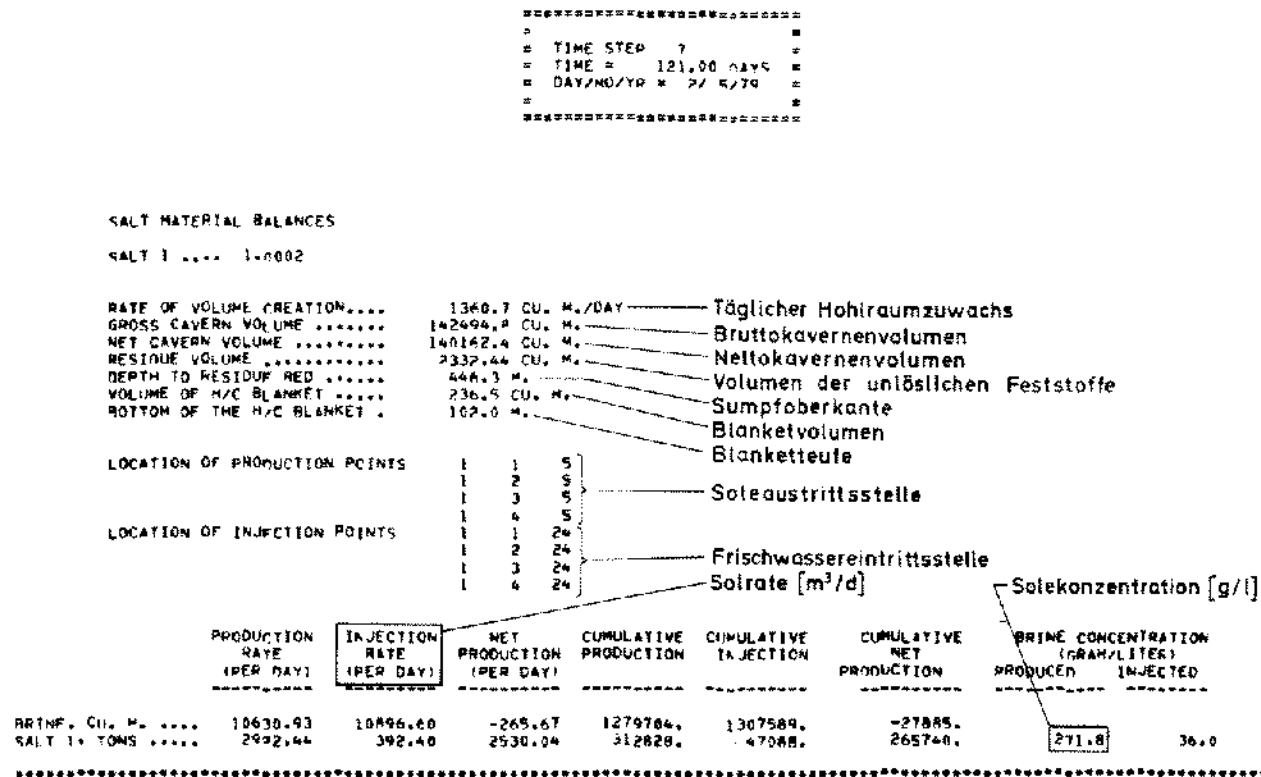 TIME STEP 7
TIME = 121.00 DAYS
DAY/MO/YR = 2/ 5/79
SALT MATERIAL BALANCES
SALT 1 .... 1-0002
RATE OF VOLUME CREATION.... 1360.7 CU. M./DAY Täglicher Hohlraumzuwachs
GROSS CAVERN VOLUME ....... 142494.8 CU. M. Bruttokavernenvolumen
NET CAVERN VOLUME ......... 140162.4 CU. M. Nettokavernenvolumen
RESIDUE VOLUME ............ 2332.44 CU. M. Volumen der unlöslichen Feststoffe
DEPTH TO RESIDUE BED ...... 446.3 M. Sumpfoberkante
VOLUME OF H/C BLANKET ..... 236.5 CU. M. Blanketvolumen
BOTTOM OF THE H/C BLANKET . 102.0 M. Blanketteufe
LOCATION OF PRODUCTION POINTS 1 1 5
1 2 5
1 3 5 Soleaustrittsstelle
1 4 5
LOCATION OF INJECTION POINTS 1 1 24
1 2 24
1 3 24 Frischwassereintrittsstelle
1 4 24 Solrate [m³/d] Solekonzentration [g/l]
PRODUCTION INJECTION NET CUMULATIVE CUMULATIVE CUMULATIVE BRINE CONCENTRATION
RATE RATE PRODUCTION PRODUCTION INJECTION NET (GRAM/LITER)
(PER DAY) (PER DAY) (PER DAY) PRODUCTION PRODUCED INJECTED
BRINE. CU. M. .... 10630.93 10896.60 -265.67 1279704. 1307589. -27885.
SALT 1, TONS ..... 2922.44 392.40 2530.04 312828. 47088. 265740. 271.8 36.0